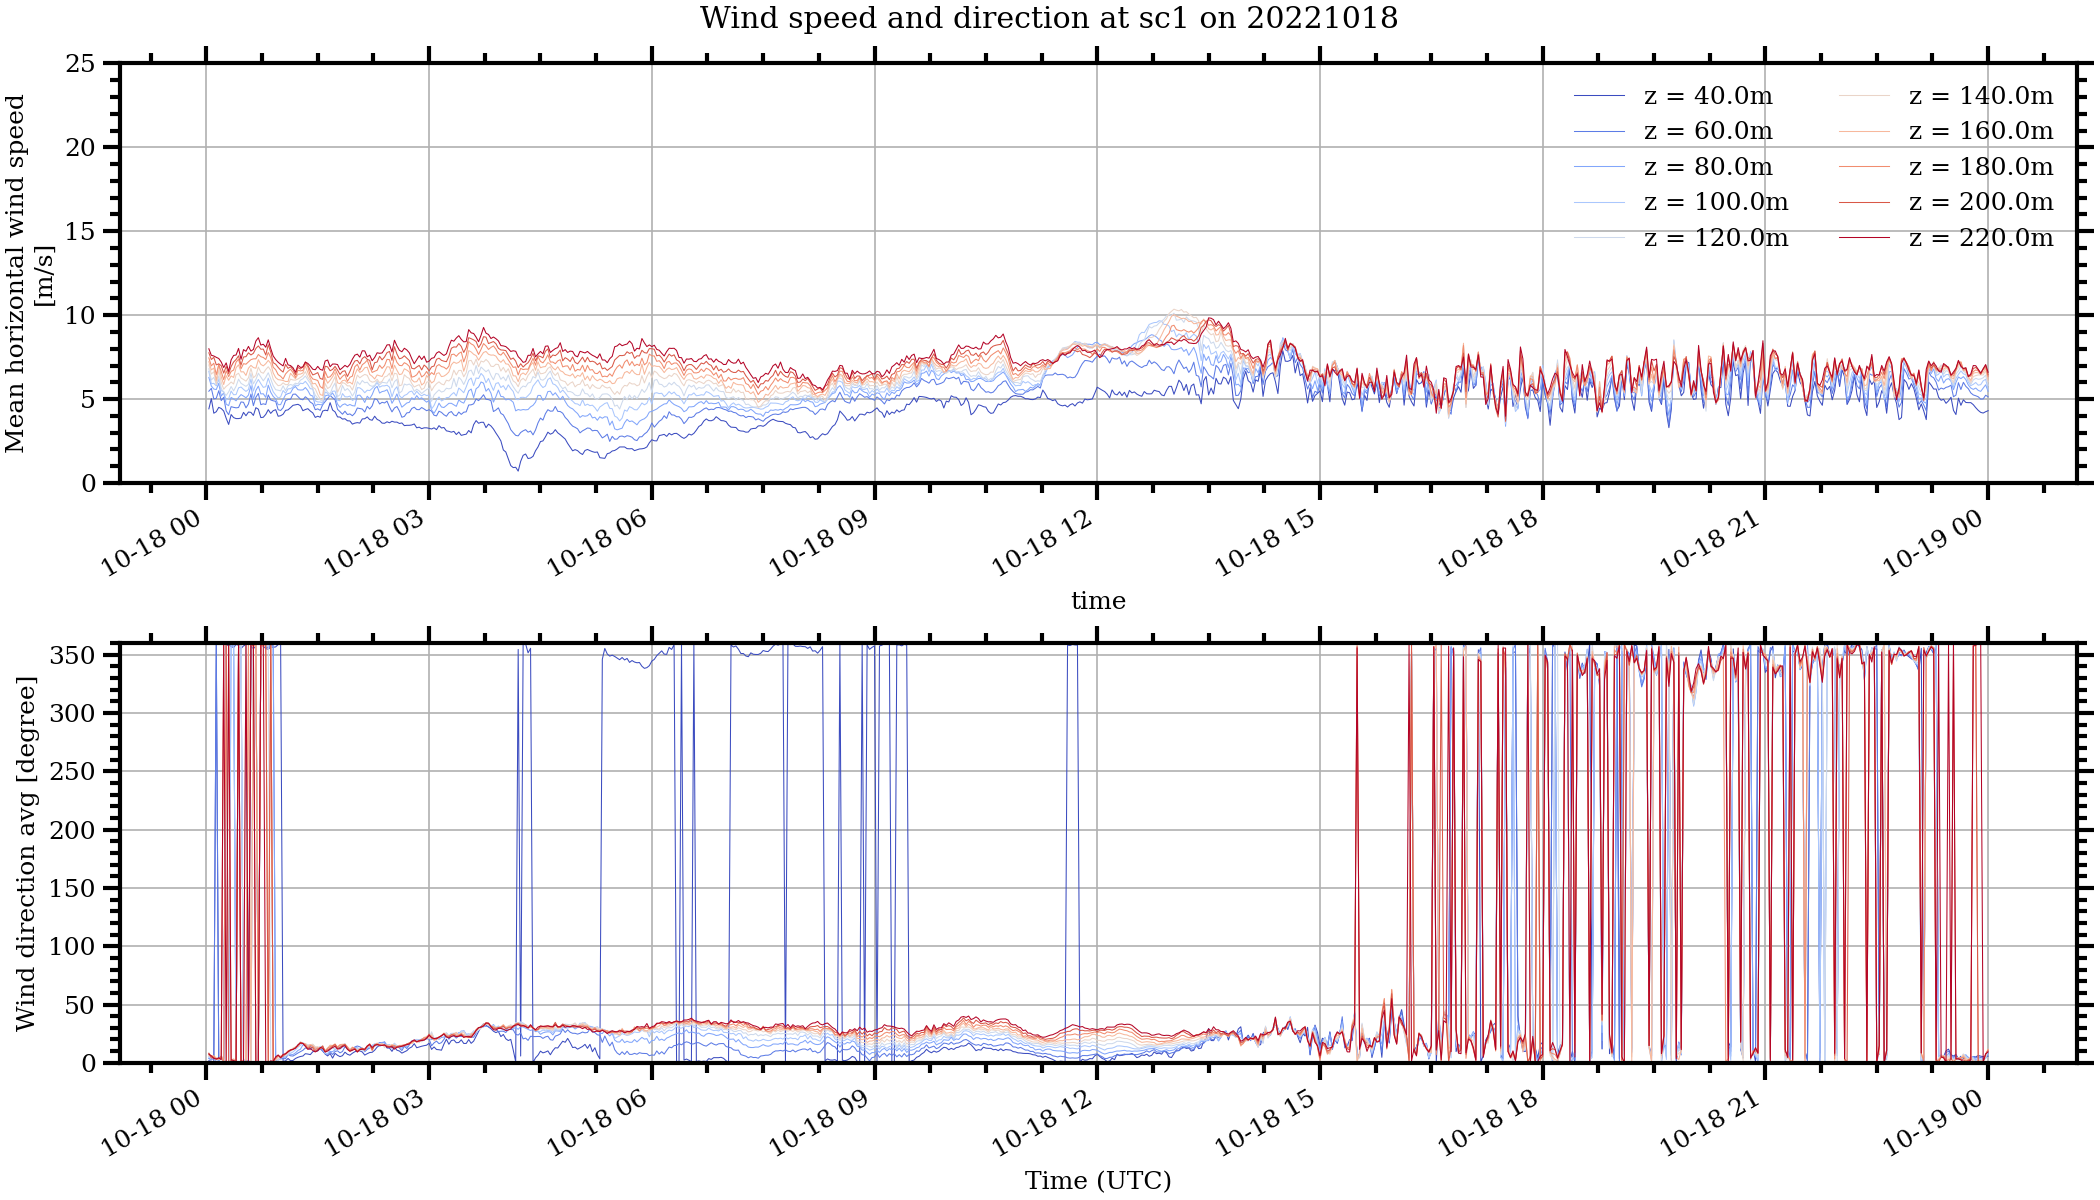 Wind speed and direction at sc1 on 20221018
Mean horizontal wind speed
[m/s]
25
20
15
10
5
0
z = 40.0m
z = 60.0m
z = 80.0m
z = 100.0m
z = 120.0m
z = 140.0m
z = 160.0m
z = 180.0m
z = 200.0m
z = 220.0m
10-18 00
10-18 03
10-18 06
10-18 09
10-18 12
10-18 15
10-18 18
10-18 21
10-19 00
time
Wind direction avg [degree]
350
300
250
200
150
100
50
0
10-18 00
10-18 03
10-18 06
10-18 09
10-18 12
10-18 15
10-18 18
10-18 21
10-19 00
Time (UTC)